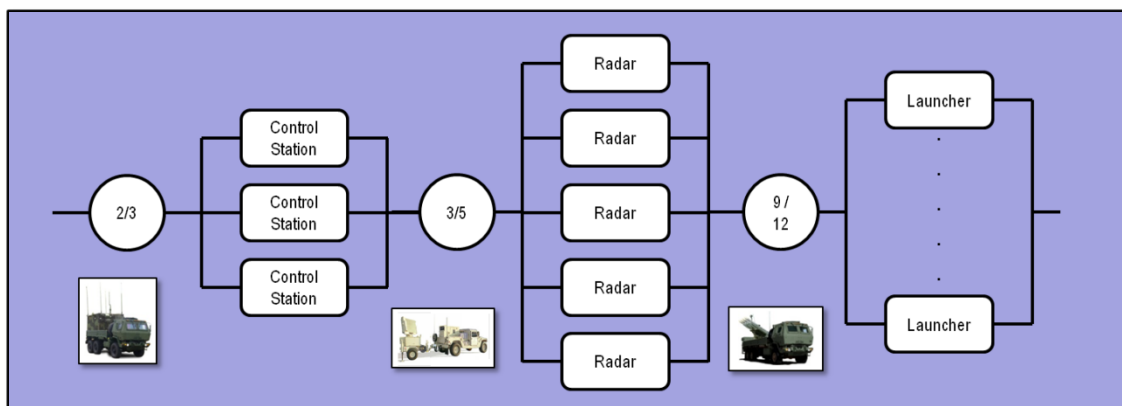 2/3
Control
Station
Control
Station
Control
Station
3/5
Radar
Radar
Radar
Radar
Radar
9 /
12
Launcher
Launcher